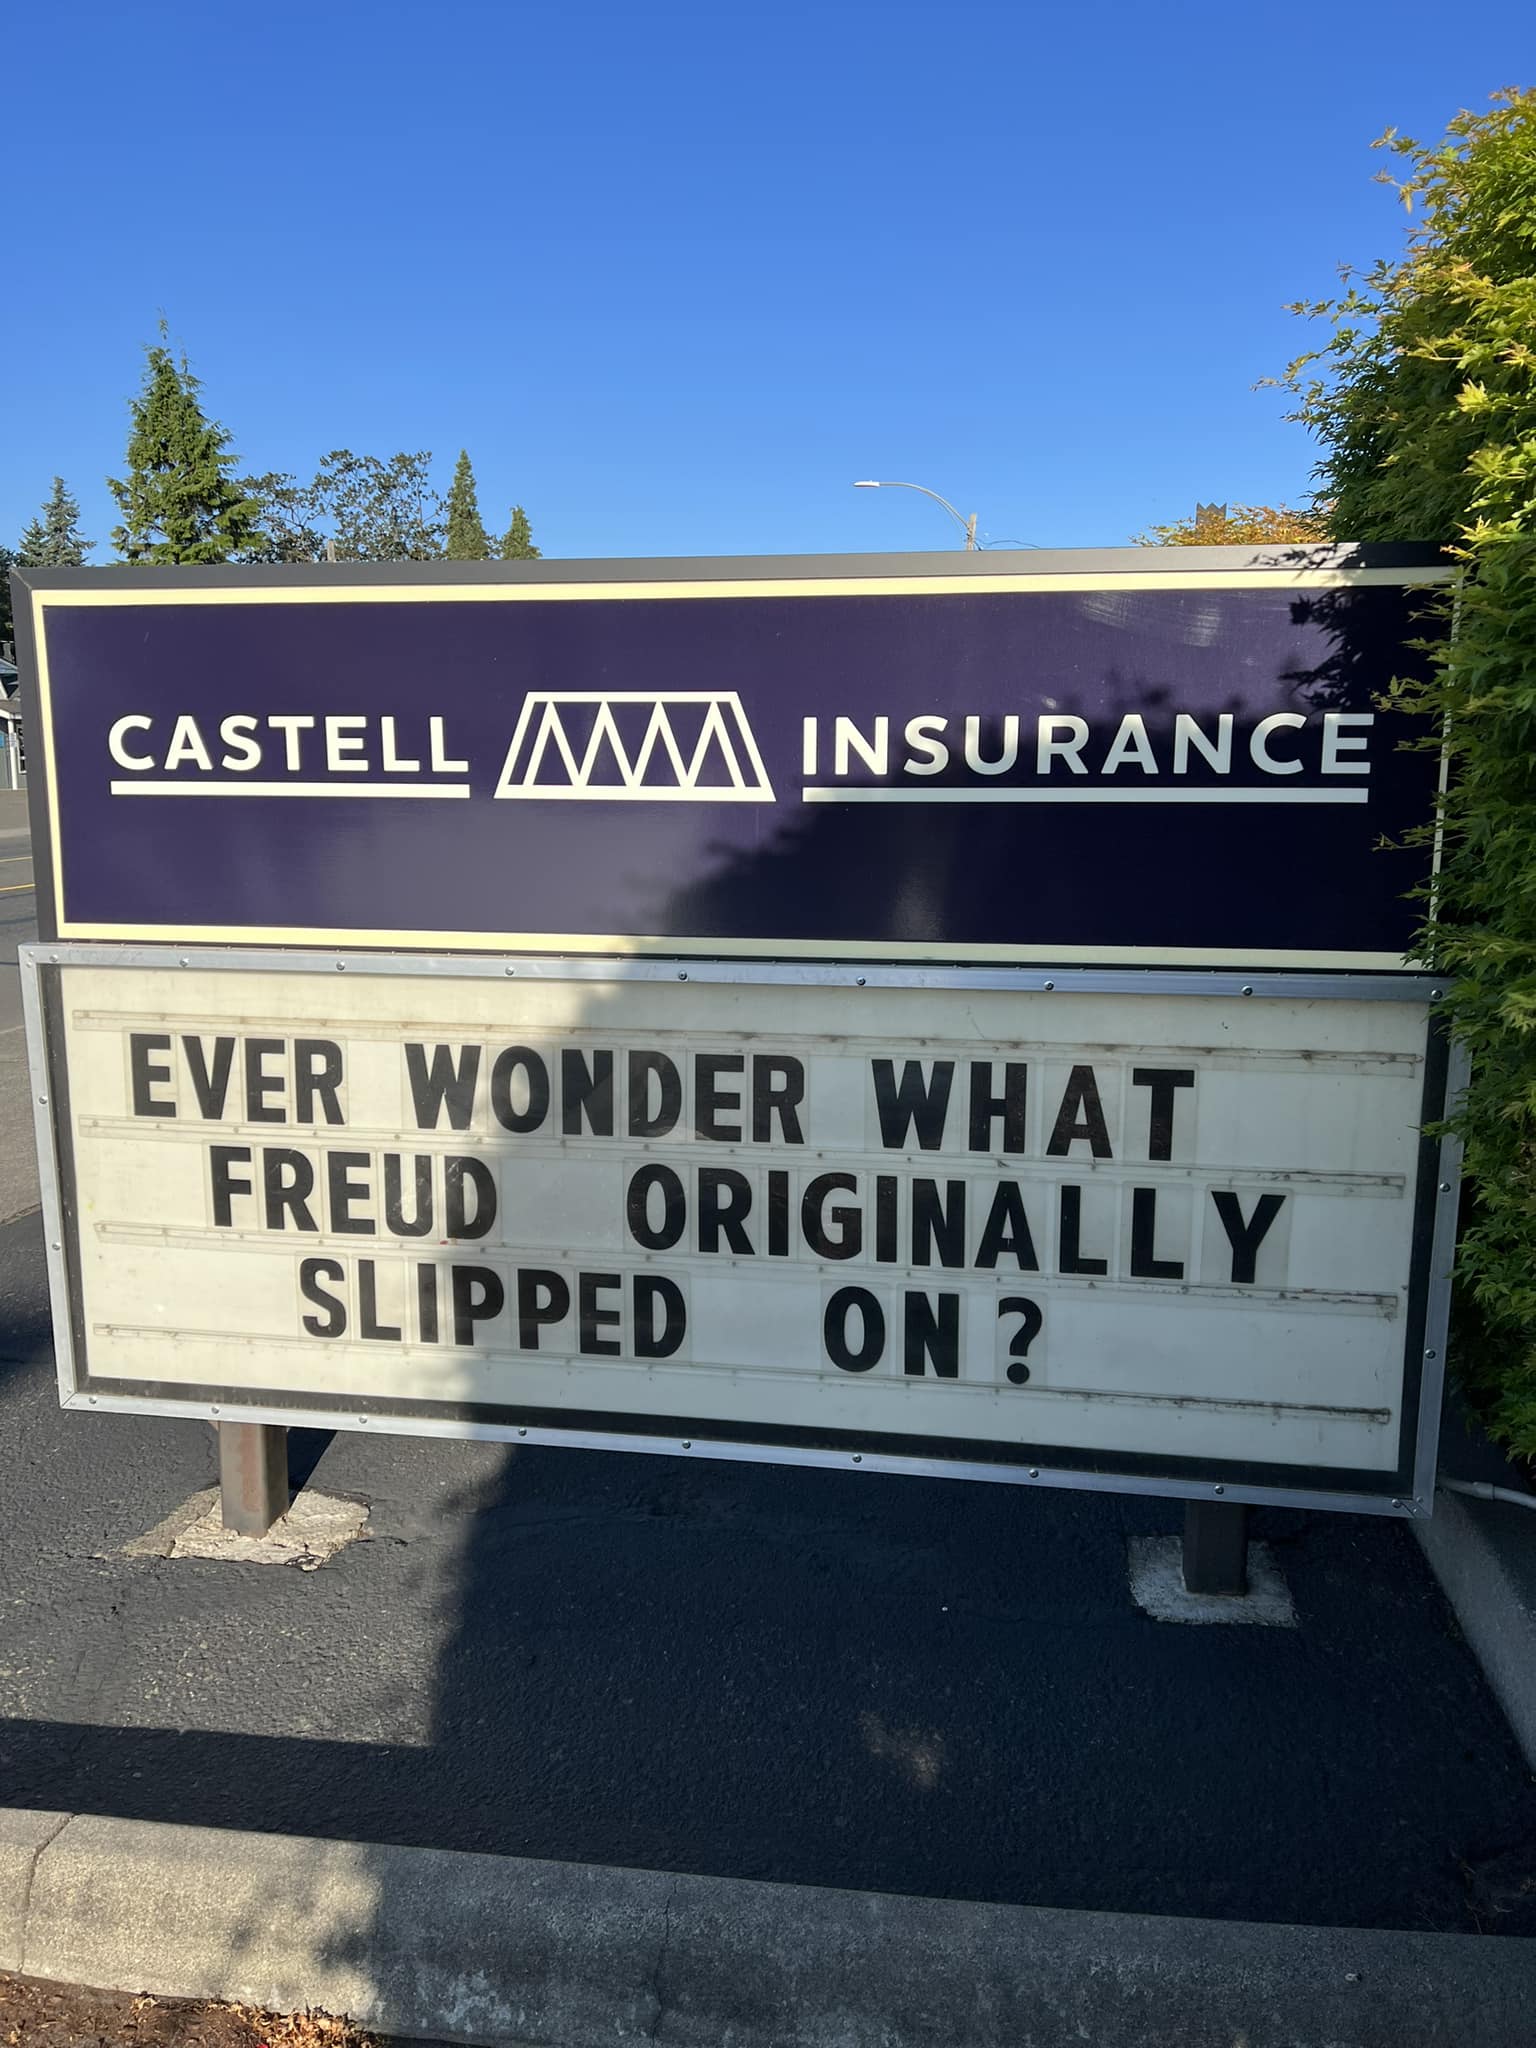 CASTELL INSURANCE
EVER WONDER WHAT
FREUD ORIGINALLY
SLIPPED ON?